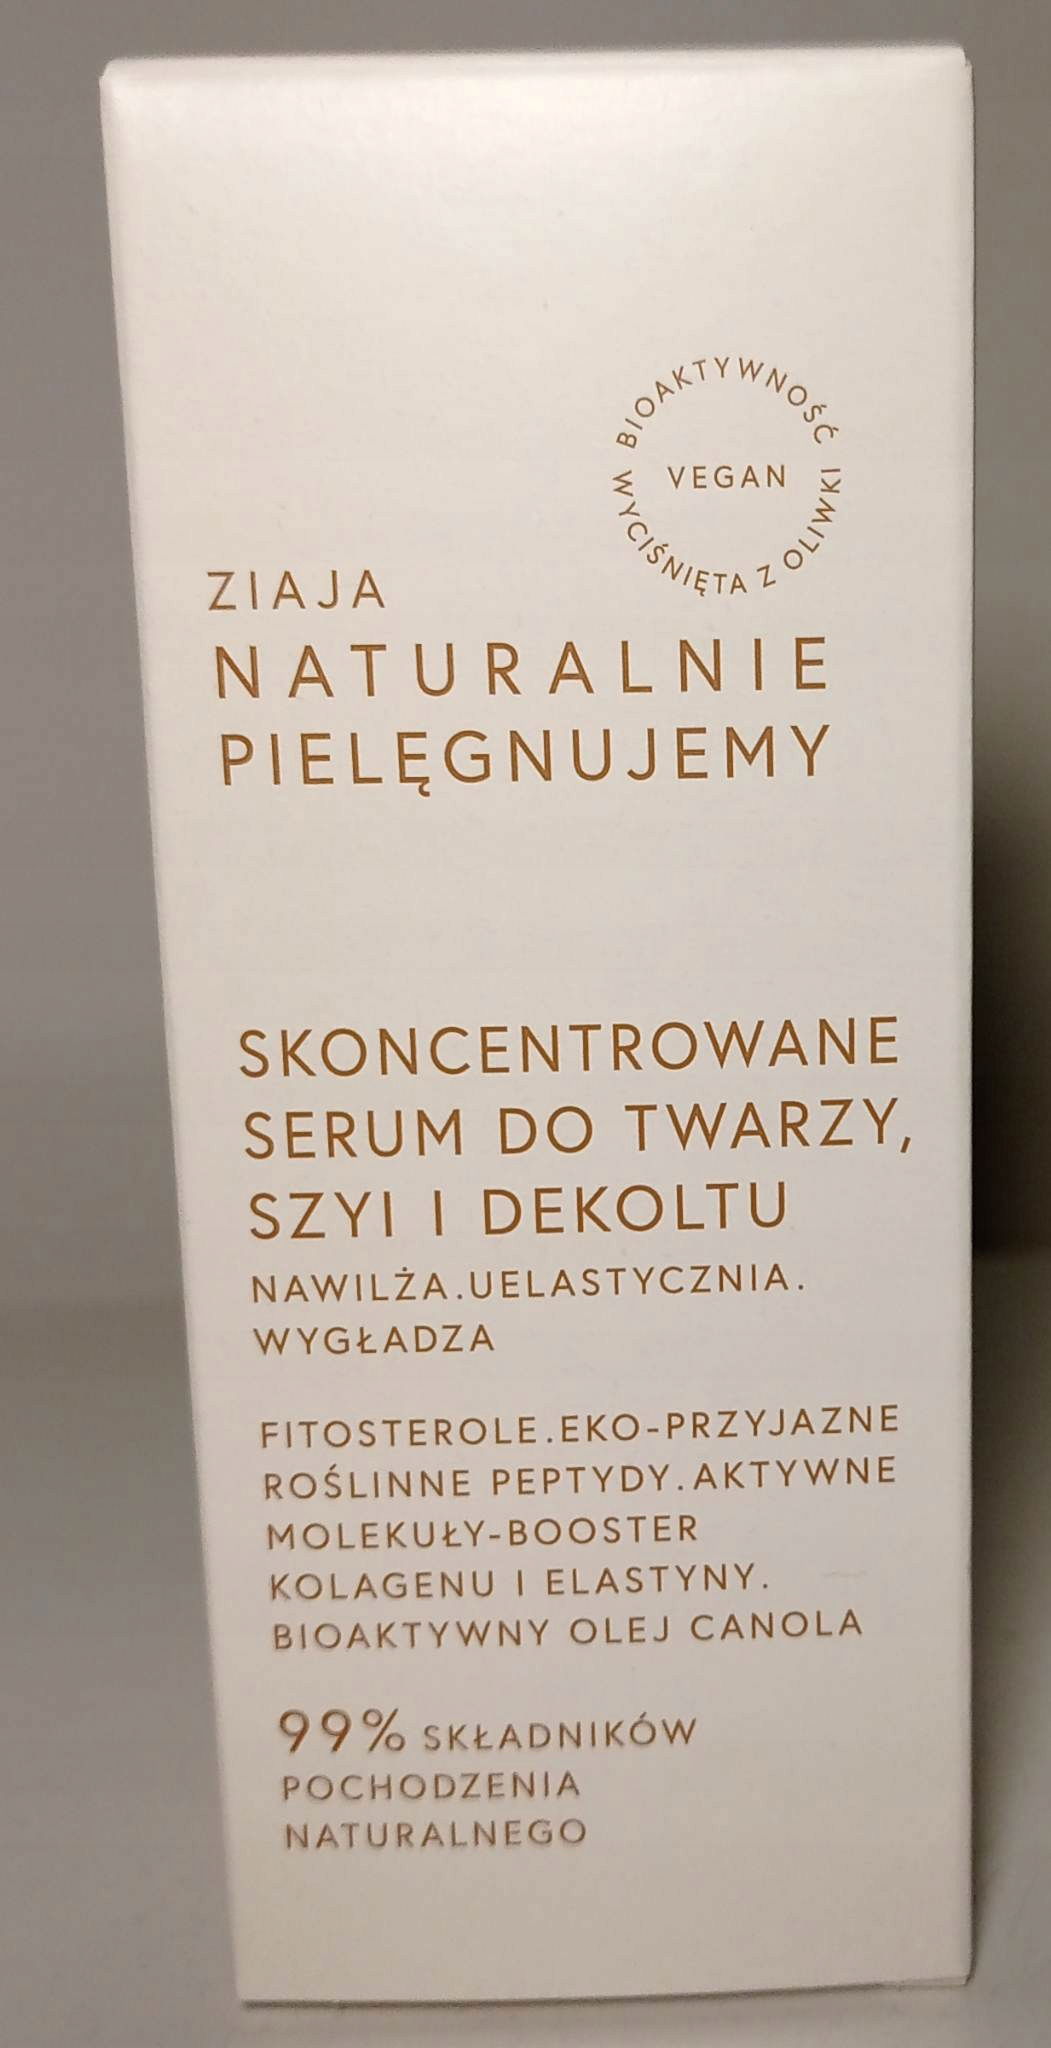 BIOAKTYWNOŚĆ
VEGAN
WYCIŚNIĘTA Z OLIWKI
ZIAJA
NATURALNIE
PIELĘGNUJEMY
SKONCENTROWANE
SERUM DO TWARZY,
SZYI I DEKOLTU
NAWILŻA.UELASTYCZNIA.
WYGŁADZA
FITOSTEROLE.EKO-PRZYJAZNE
ROŚLINNE PEPTYDY.AKTYWNE
MOLEKUŁY-BOOSTER
KOLAGENU I ELASTYNY.
BIOAKTYWNY OLEJ CANOLA
99% SKŁADNIKÓW
POCHODZENIA
NATURALNEGO